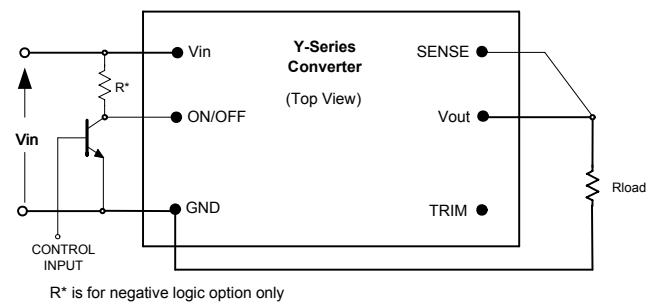 Y-Series
Converter
(Top View)
Vin
SENSE
R*
ON/OFF
Vout
Vin
Rload
GND
TRIM
CONTROL
INPUT
R* is for negative logic option only